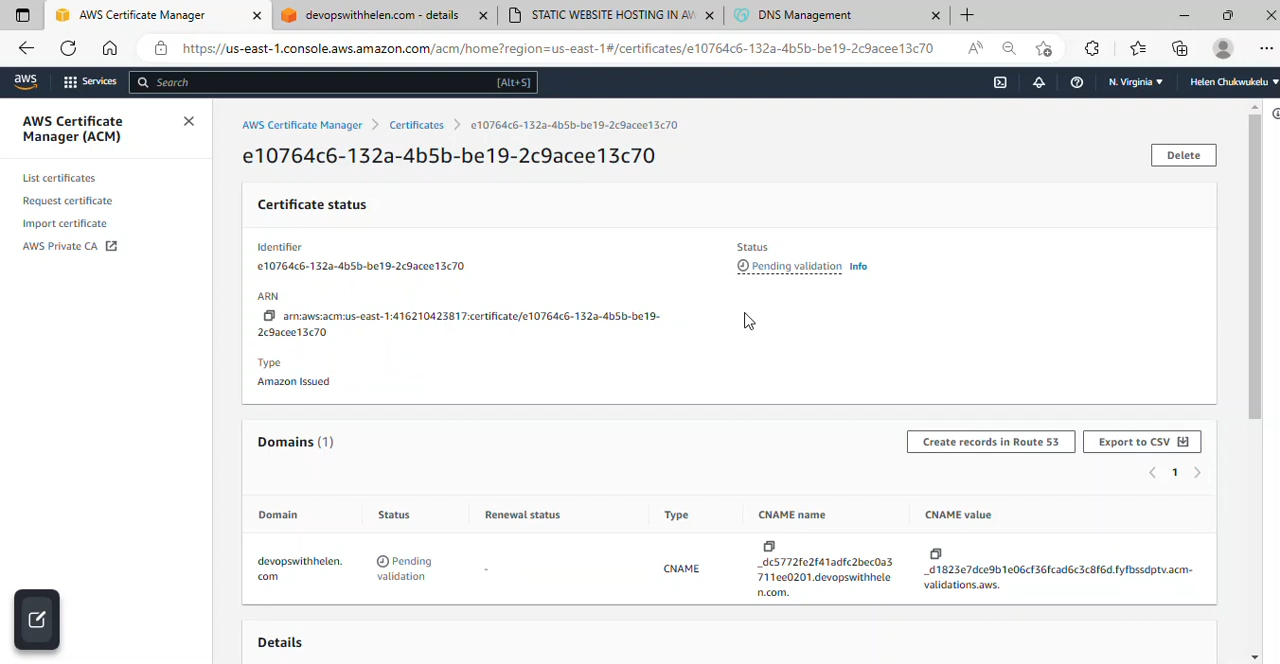 AWS Certificate Manager
devopswithhelen.com - details
STATIC WEBSITE HOSTING IN AW
DNS Management
https://us-east-1.console.aws.amazon.com/acm/home?region=us-east-1#/certificates/e10764c6-132a-4b5b-be19-2c9acee13c70
aws
Services
Search
[Alt+S]
N. Virginia
Helen Chukwukelu
AWS Certificate
Manager (ACM)
List certificates
Request certificate
Import certificate
AWS Private CA
AWS Certificate Manager > Certificates > e10764c6-132a-4b5b-be19-2c9acee13c70
e10764c6-132a-4b5b-be19-2c9acee13c70
Delete
Certificate status
Identifier
e10764c6-132a-4b5b-be19-2c9acee13c70
Status
Pending validation Info
ARN
arn:aws:acm:us-east-1:416210423817:certificate/e10764c6-132a-4b5b-be19-
2c9acee13c70
Type
Amazon Issued
Domains (1)
Create records in Route 53
Export to CSV
1
Domain Status Renewal status Type CNAME name CNAME value
devopswithhelen.
com
Pending
validation
-
CNAME
_dc5772fe2f41adfc2bec0a3
711ee0201.devopswithhele
n.com.
_d1823e7dce9b1e06cf36fcad6c3c8f6d.fyfbssdptv.acm-
validations.aws.
Details